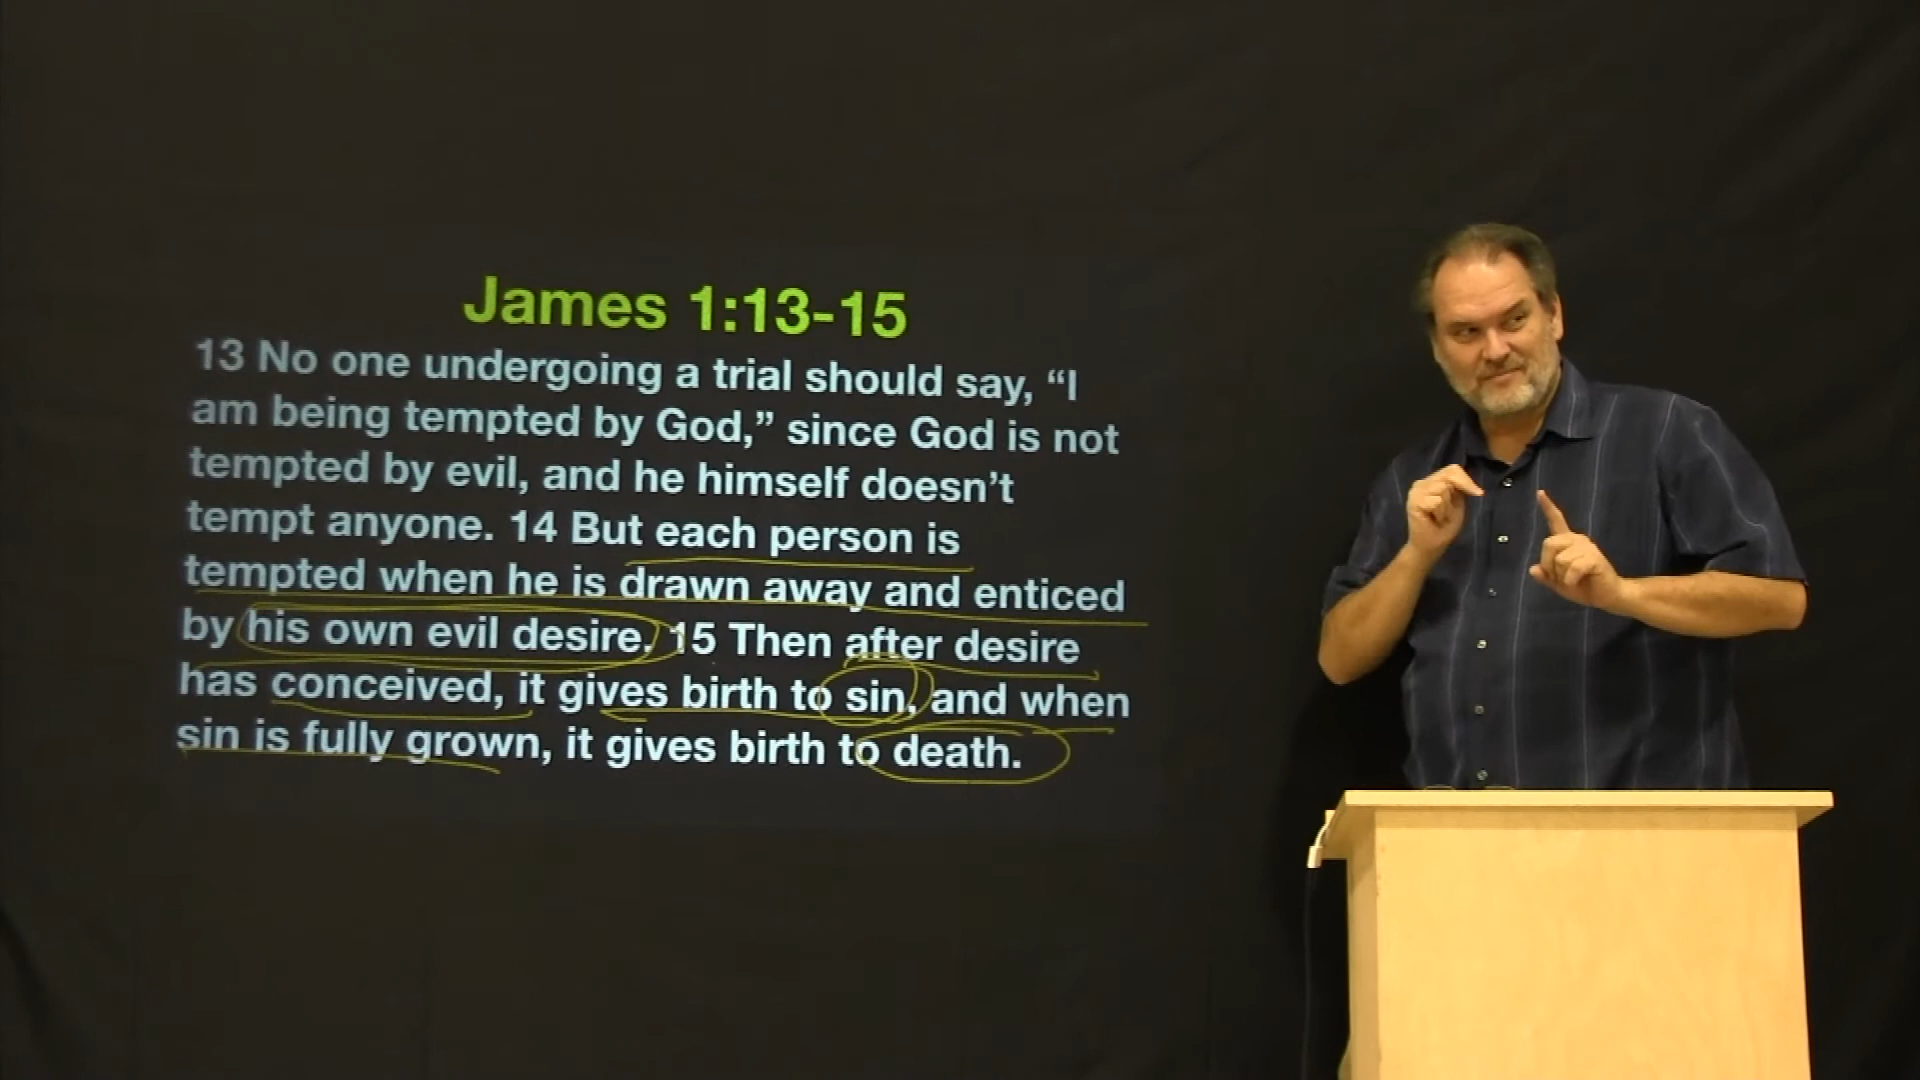 James 1:13-15
13 No one undergoing a trial should say, “I
am being tempted by God,” since God is not
tempted by evil, and he himself doesn’t
tempt anyone. 14 But each person is
tempted when he is drawn away and enticed
by his own evil desire. 15 Then after desire
has conceived, it gives birth to sin, and when
sin is fully grown, it gives birth to death.